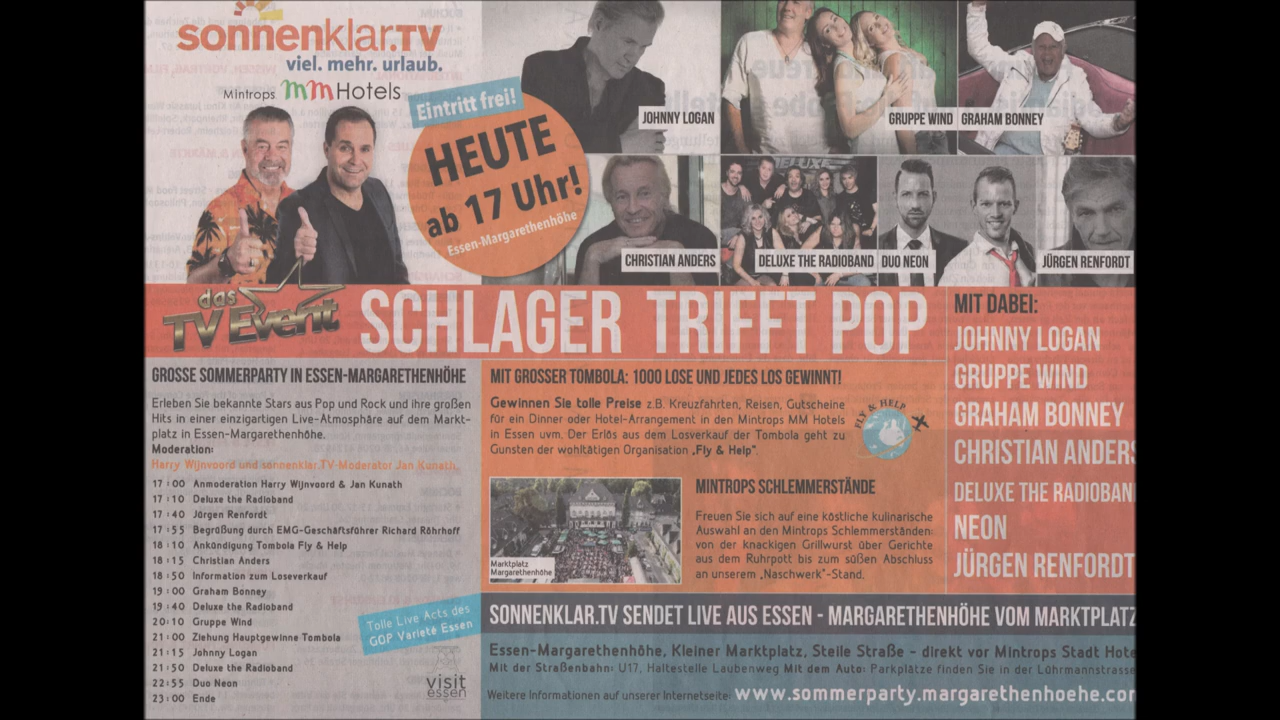 sonnenklar.TV
viel. mehr. urlaub.
Mintrops MM Hotels
Eintritt frei!
HEUTE
ab 17 Uhr!
Essen-Margarethenhöhe
JOHNNY LOGAN
GRUPPE WIND
GRAHAM BONNEY
CHRISTIAN ANDERS
DELUXE
DELUXE THE RADIOBAND
DUO NEON
JÜRGEN RENFORDT
das
TV Event
SCHLAGER TRIFFT POP
GROSSE SOMMERPARTY IN ESSEN-MARGARETHENHÖHE
Erleben Sie bekannte Stars aus Pop und Rock und ihre großen
Hits in einer einzigartigen Live-Atmosphäre auf dem Markt-
platz in Essen-Margarethenhöhe.
Moderation:
Harry Wijnvoord und sonnenklar.TV-Moderator Jan Kunath.
17:00 Anmoderation Harry Wijnvoord & Jan Kunath
17:10 Deluxe the Radioband
17:40 Jürgen Renfordt
17:55 Begrüßung durch EMG-Geschäftsführer Richard Röhrhoff
18:10 Ankündigung Tombola Fly & Help
18:15 Christian Anders
18:50 Information zum Loseverkauf
19:00 Graham Bonney
19:40 Deluxe the Radioband
20:10 Gruppe Wind
21:00 Ziehung Hauptgewinne Tombola
21:15 Johnny Logan
21:50 Deluxe the Radioband
22:55 Duo Neon
23:00 Ende
Tolle Live Acts des
GOP Varieté Essen
visit
essen
MIT GROSSER TOMBOLA: 1000 LOSE UND JEDES LOS GEWINNT!
Gewinnen Sie tolle Preise z.B. Kreuzfahrten, Reisen, Gutscheine
für ein Dinner oder Hotel-Arrangement in den Mintrops MM Hotels
in Essen uvm. Der Erlös aus dem Losverkauf der Tombola geht zu
Gunsten der wohltätigen Organisation „Fly & Help".
FLY & HELP
Marktplatz
Margarethenhöhe
MINTROPS SCHLEMMERSTÄNDE
Freuen Sie sich auf eine köstliche kulinarische
Auswahl an den Mintrops Schlemmerständen:
von der knackigen Grillwurst über Gerichte
aus dem Ruhrpott bis zum süßen Abschluss
an unserem „Naschwerk"-Stand.
MIT DABEI:
JOHNNY LOGAN
GRUPPE WIND
GRAHAM BONNEY
CHRISTIAN ANDERS
DELUXE THE RADIOBAN
NEON
JÜRGEN RENFORDT
SONNENKLAR.TV SENDET LIVE AUS ESSEN - MARGARETHENHÖHE VOM MARKTPLATZ
Essen-Margarethenhöhe, Kleiner Marktplatz, Steile Straße - direkt vor Mintrops Stadt Hote
Mit der Straßenbahn: U17, Haltestelle Laubenweg Mit dem Auto: Parkplätze finden Sie in der Lührmannstrasse
Weitere Informationen auf unserer Internetseite: www.sommerparty.margarethenhoehe.com